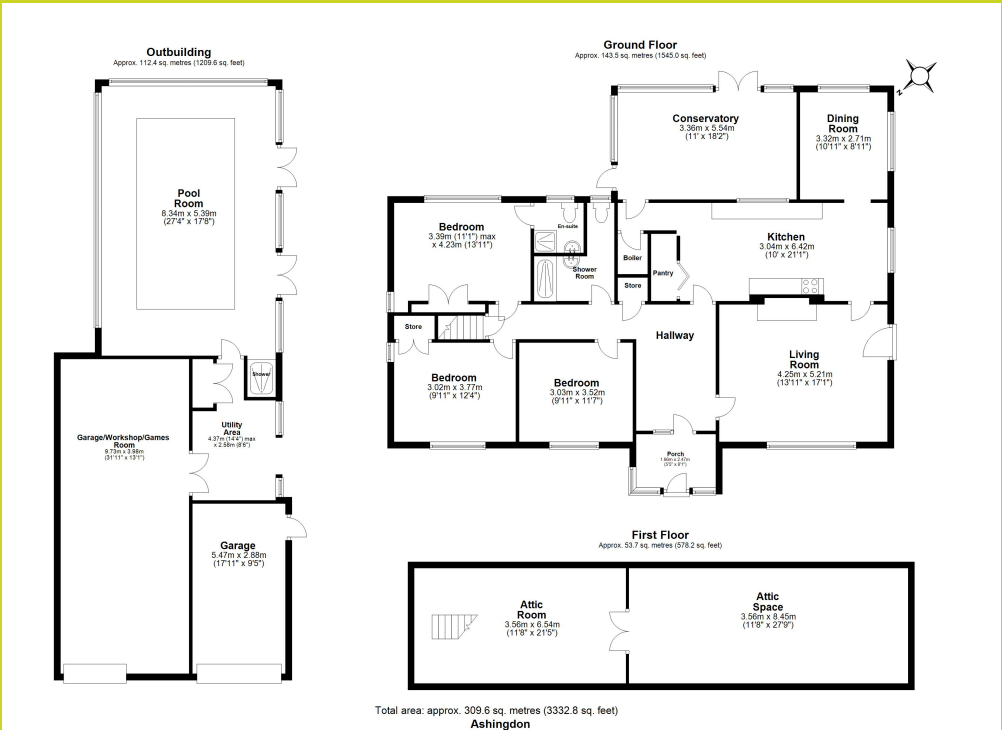 Outbuilding
Approx. 112.4 sq. metres (1209.6 sq. feet)
Pool
Room
8.34m x 5.39m
(27'4" x 17'8")
Shower
Utility
Area
4.37m (14'4") max
x 2.58m (8'6")
Garage/Workshop/Games
Room
9.73m x 3.98m
(31'11" x 13'1")
Garage
5.47m x 2.88m
(17'11" x 9'5")
Ground Floor
Approx. 143.5 sq. metres (1545.0 sq. feet)
N
Conservatory
3.36m x 5.54m
(11' x 18'2")
Dining
Room
3.32m x 2.71m
(10'11" x 8'11")
Bedroom
3.39m (11'1") max
x 4.23m (13'11")
En-suite
Shower
Room
Boiler
Store
Pantry
Kitchen
3.04m x 6.42m
(10' x 21'1")
Store
Hallway
Living
Room
4.25m x 5.21m
(13'11" x 17'1")
Bedroom
3.02m x 3.77m
(9'11" x 12'4")
Bedroom
3.03m x 3.52m
(9'11" x 11'7")
Porch
First Floor
Approx. 53.7 sq. metres (578.2 sq. feet)
Attic
Room
3.56m x 6.54m
(11'8" x 21'5")
Attic
Space
3.56m x 8.45m
(11'8" x 27'9")
Total area: approx. 309.6 sq. metres (3332.8 sq. feet)
Ashingdon